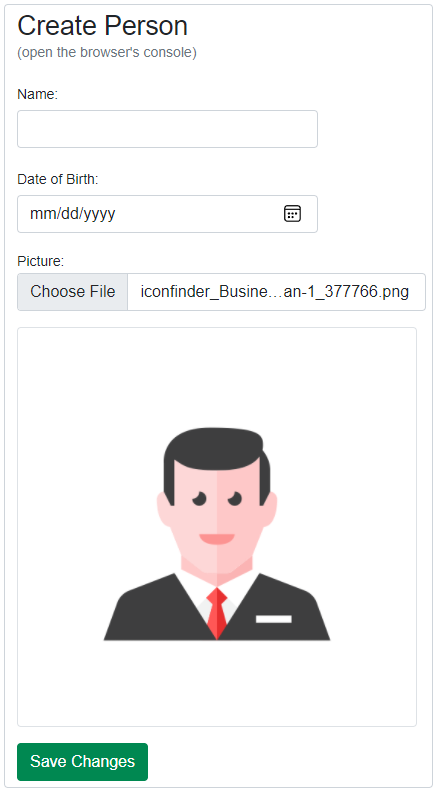 Create Person
(open the browser's console)
Name:
Date of Birth:
mm/dd/yyyy
Picture:
Choose File iconfinder_Busine...an-1_377766.png
Save Changes